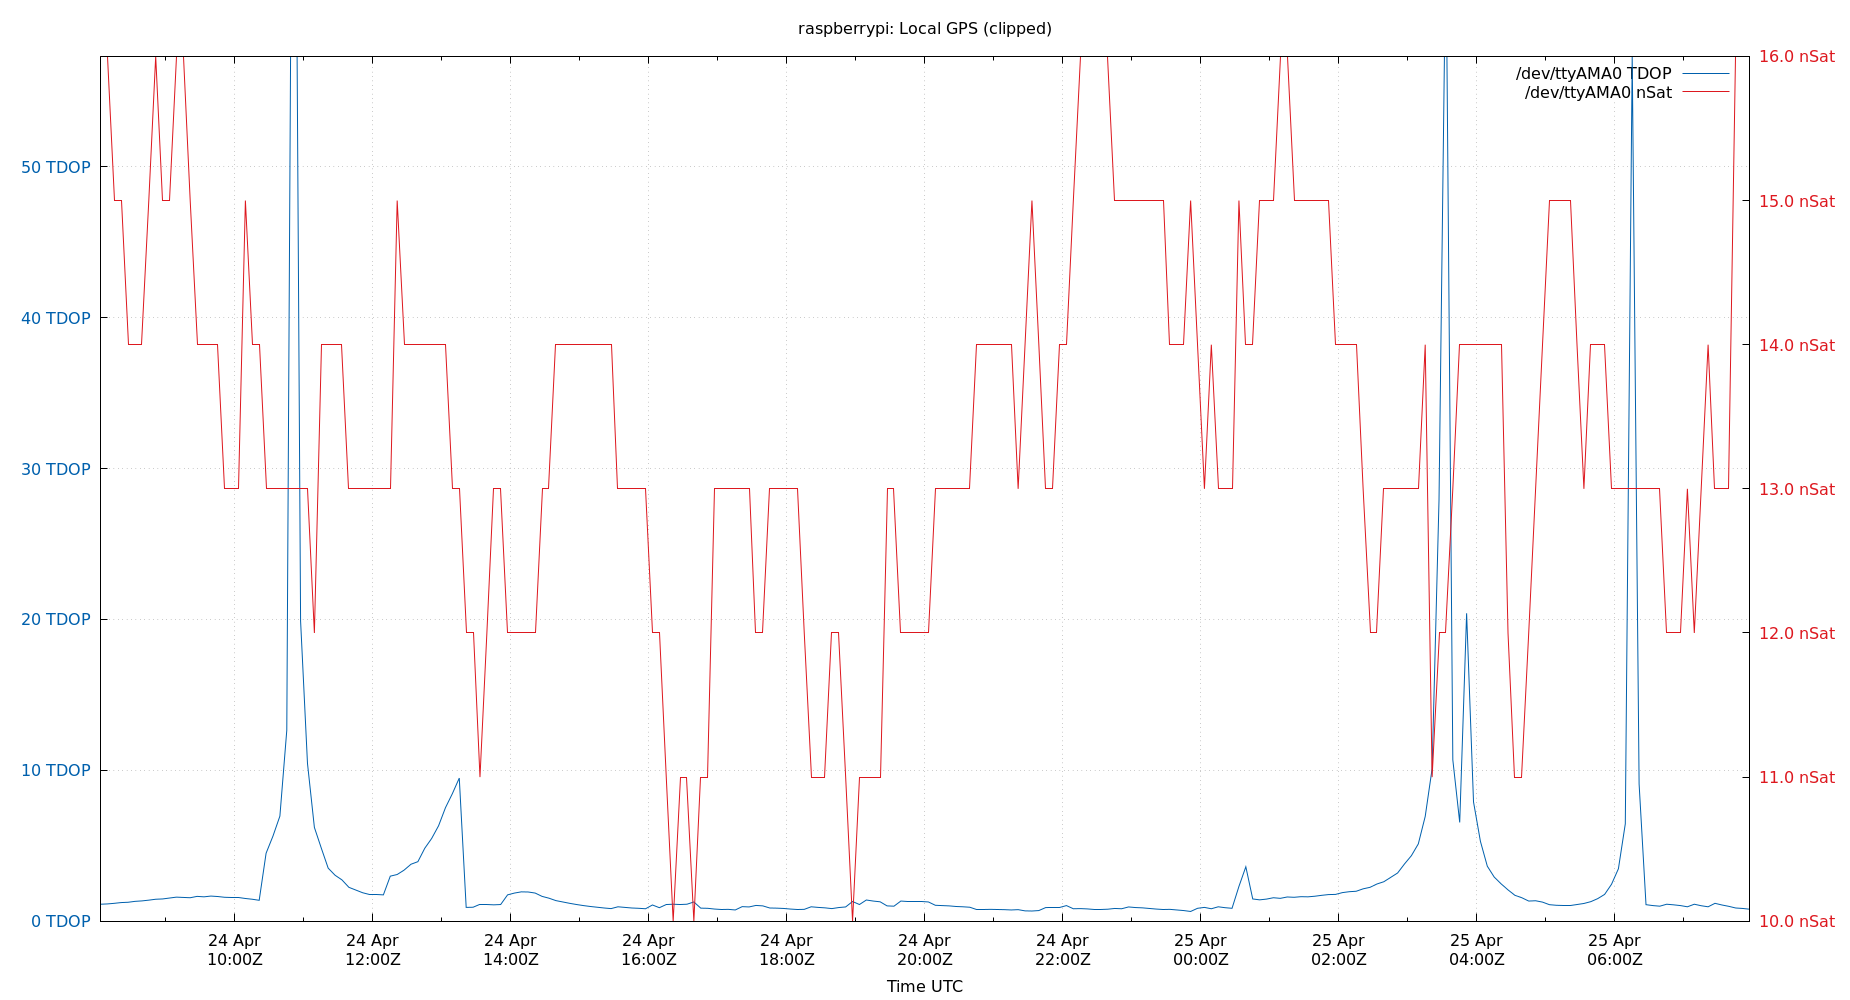 raspberrypi: Local GPS (clipped)
/dev/ttyAMA0 TDOP
/dev/ttyAMA0 nSat
50 TDOP
40 TDOP
30 TDOP
20 TDOP
10 TDOP
0 TDOP
16.0 nSat
15.0 nSat
14.0 nSat
13.0 nSat
12.0 nSat
11.0 nSat
10.0 nSat
24 Apr
10:00Z
24 Apr
12:00Z
24 Apr
14:00Z
24 Apr
16:00Z
24 Apr
18:00Z
24 Apr
20:00Z
24 Apr
22:00Z
25 Apr
00:00Z
25 Apr
02:00Z
25 Apr
04:00Z
25 Apr
06:00Z
Time UTC